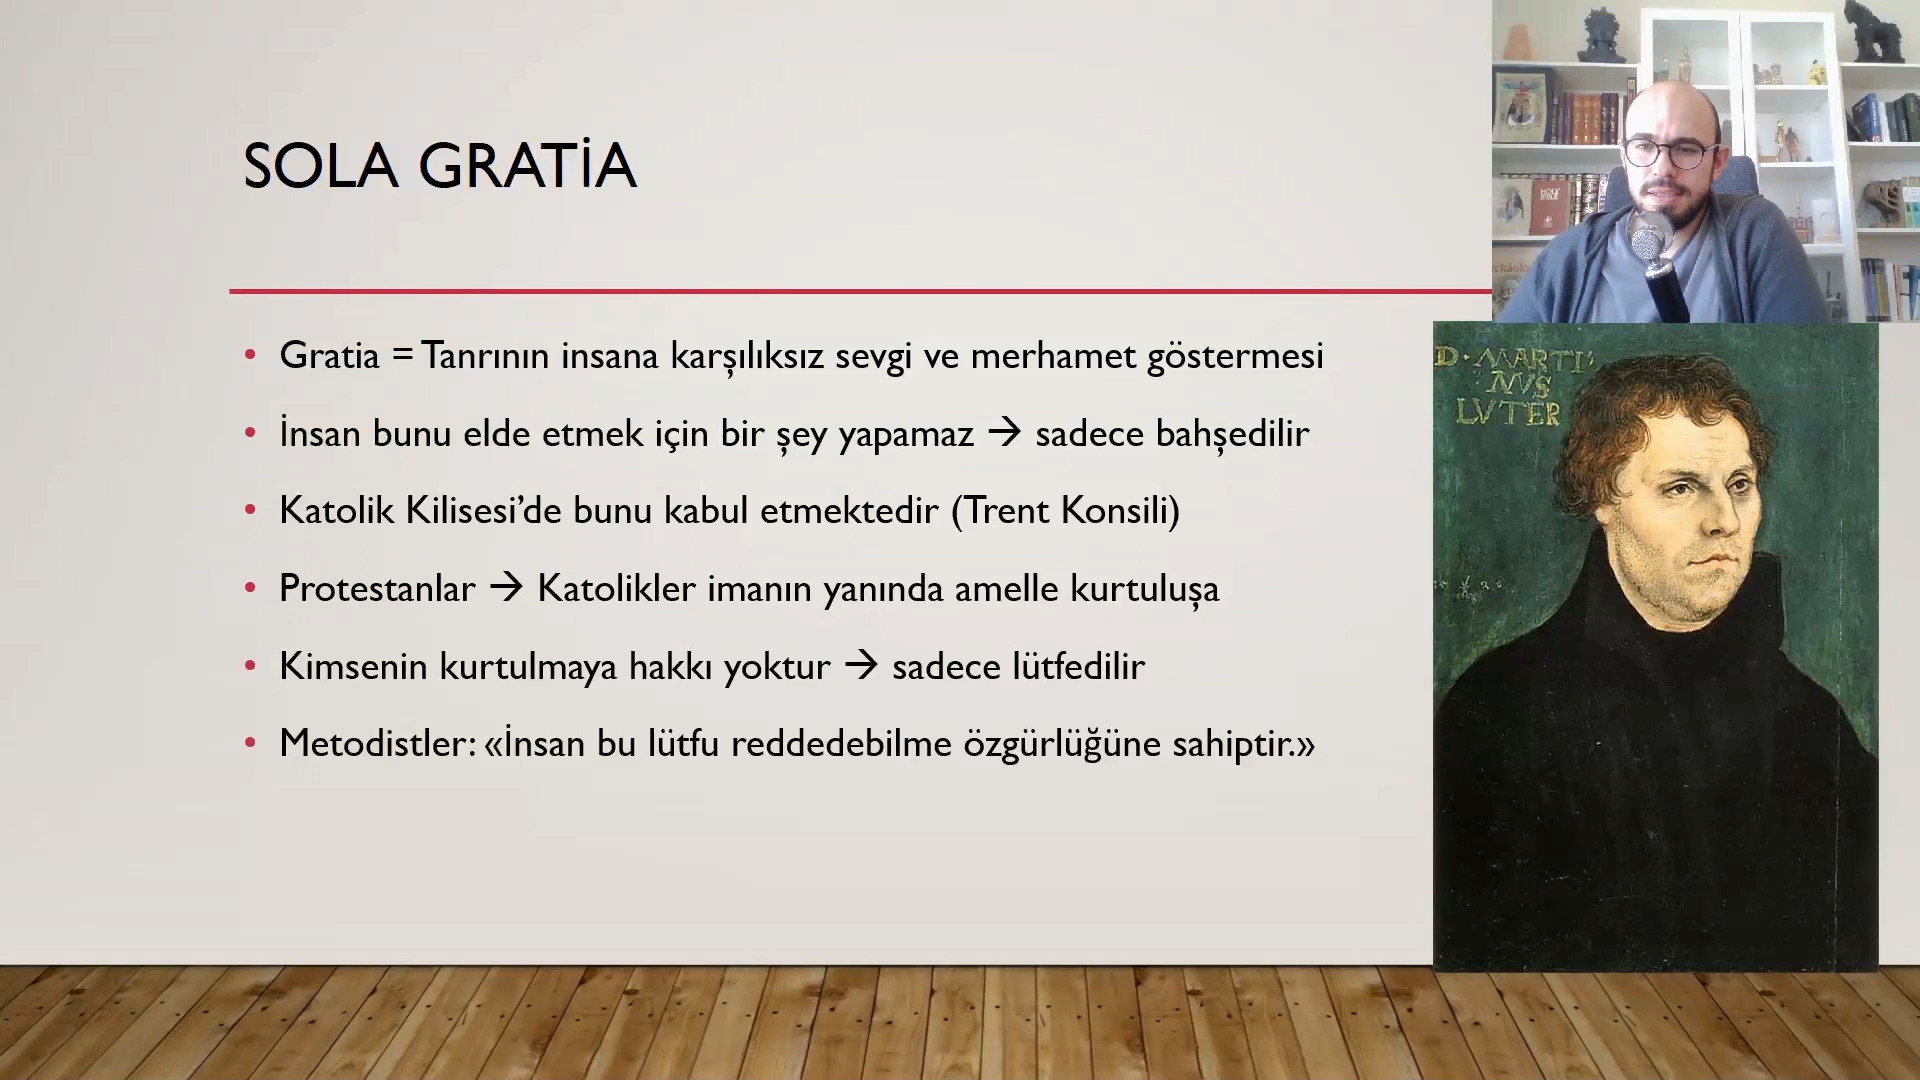 SOLA GRATİA
• Gratia = Tanrının insana karşılıksız sevgi ve merhamet göstermesi
• İnsan bunu elde etmek için bir şey yapamaz → sadece bahşedilir
• Katolik Kilisesi’de bunu kabul etmektedir (Trent Konsili)
• Protestanlar → Katolikler imanın yanında amelle kurtuluşa
• Kimsenin kurtulmaya hakkı yoktur → sadece lütfedilir
• Metodistler: «İnsan bu lütfu reddedebilme özgürlüğüne sahiptir.»
HOLY
BIBLE
D·MARTI
NVS
LVTER